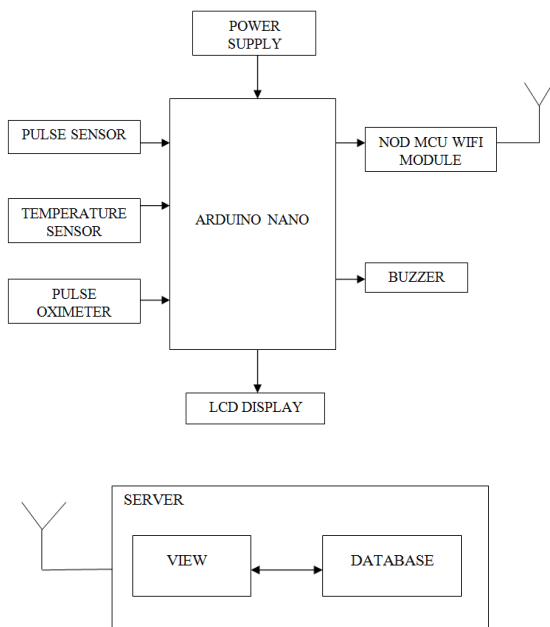 POWER
SUPPLY
PULSE SENSOR
NOD MCU WIFI
MODULE
TEMPERATURE
SENSOR
ARDUINO NANO
PULSE
OXIMETER
BUZZER
LCD DISPLAY
SERVER
VIEW
DATABASE